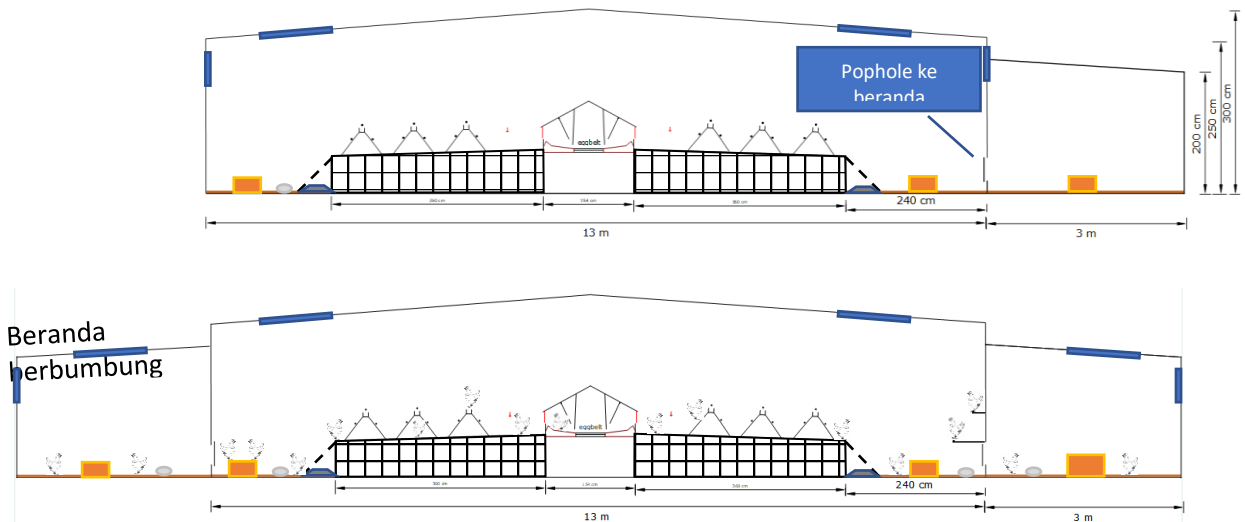 Pophole ke
beranda
eggbelt
200 cm
250 cm
300 cm
240 cm
13 m
3 m
Beranda
berbumbung
eggbelt
240 cm
13 m
3 m